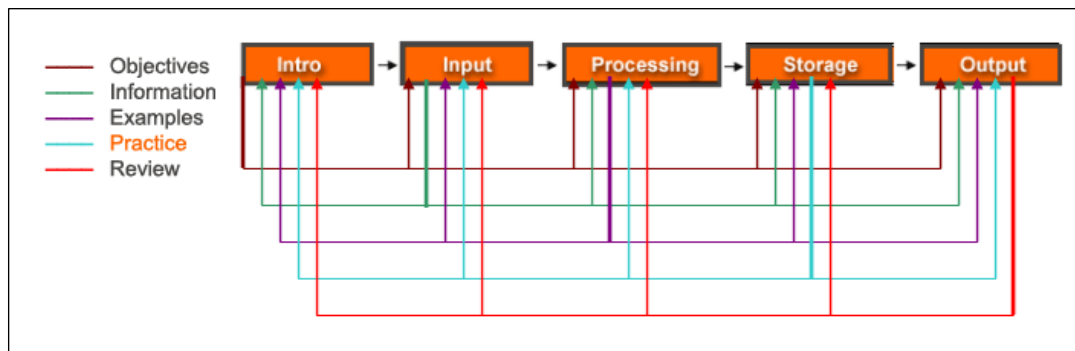 Intro
Input
Processing
Storage
Output
Objectives
Information
Examples
Practice
Review